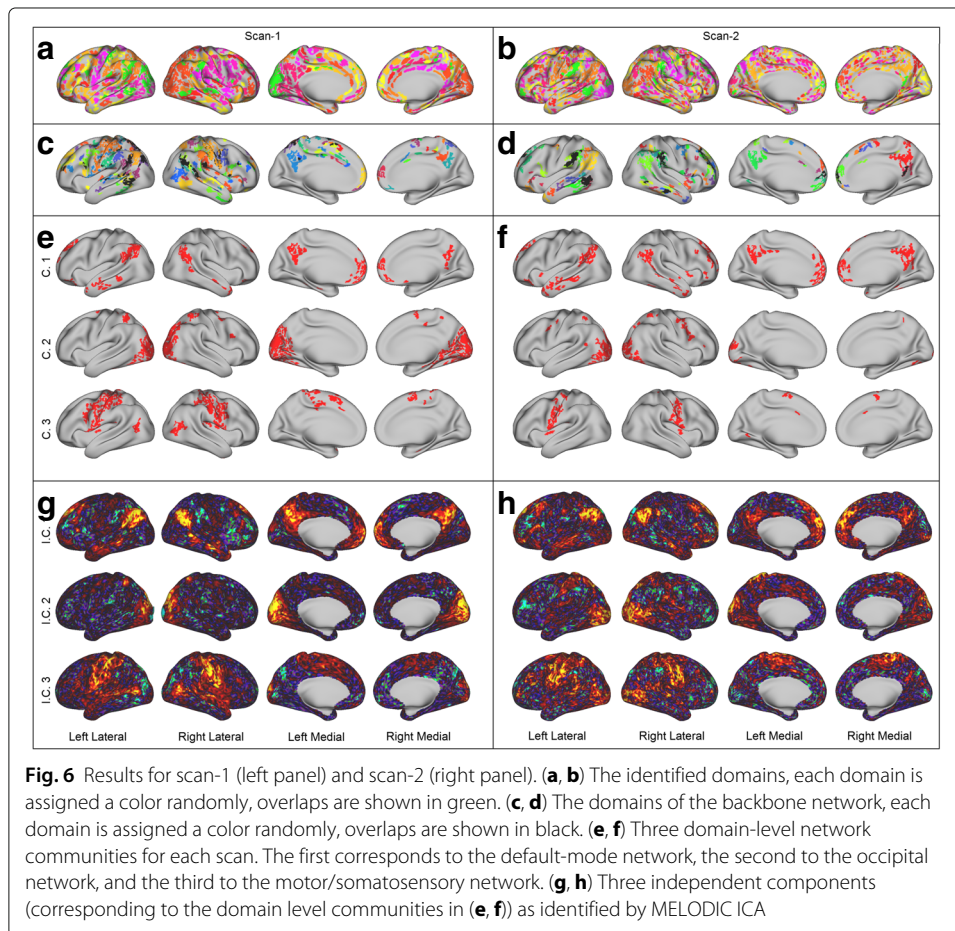 Scan-1
Scan-2
a
b
c
d
e
f
C. 1
C. 2
C. 3
g
h
I.C. 1
I.C. 2
I.C. 3
Left Lateral
Right Lateral
Left Medial
Right Medial
Left Lateral
Right Lateral
Left Medial
Right Medial
Fig. 6 Results for scan-1 (left panel) and scan-2 (right panel). (a, b) The identified domains, each domain is
assigned a color randomly, overlaps are shown in green. (c, d) The domains of the backbone network, each
domain is assigned a color randomly, overlaps are shown in black. (e, f) Three domain-level network
communities for each scan. The first corresponds to the default-mode network, the second to the occipital
network, and the third to the motor/somatosensory network. (g, h) Three independent components
(corresponding to the domain level communities in (e, f)) as identified by MELODIC ICA